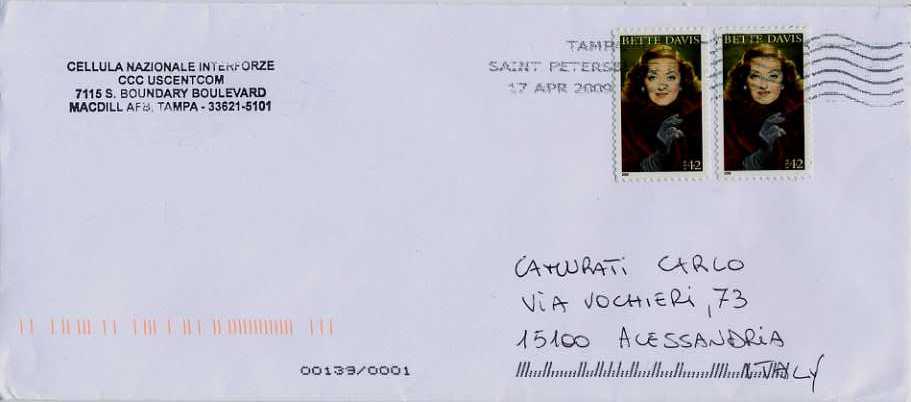 CELLULA NAZIONALE INTERFORZE
CCC USCENTCOM
7115 S. BOUNDARY BOULEVARD
MACDILL AFB, TAMPA - 33621-5101
TAMP
SAINT PETERSB
17 APR 2009
BETTE DAVIS
42
BETTE DAVIS
42
CARLO
VIA VOCHIERI, 73
15100 ALESSANDRIA
ITALY
00139/0001